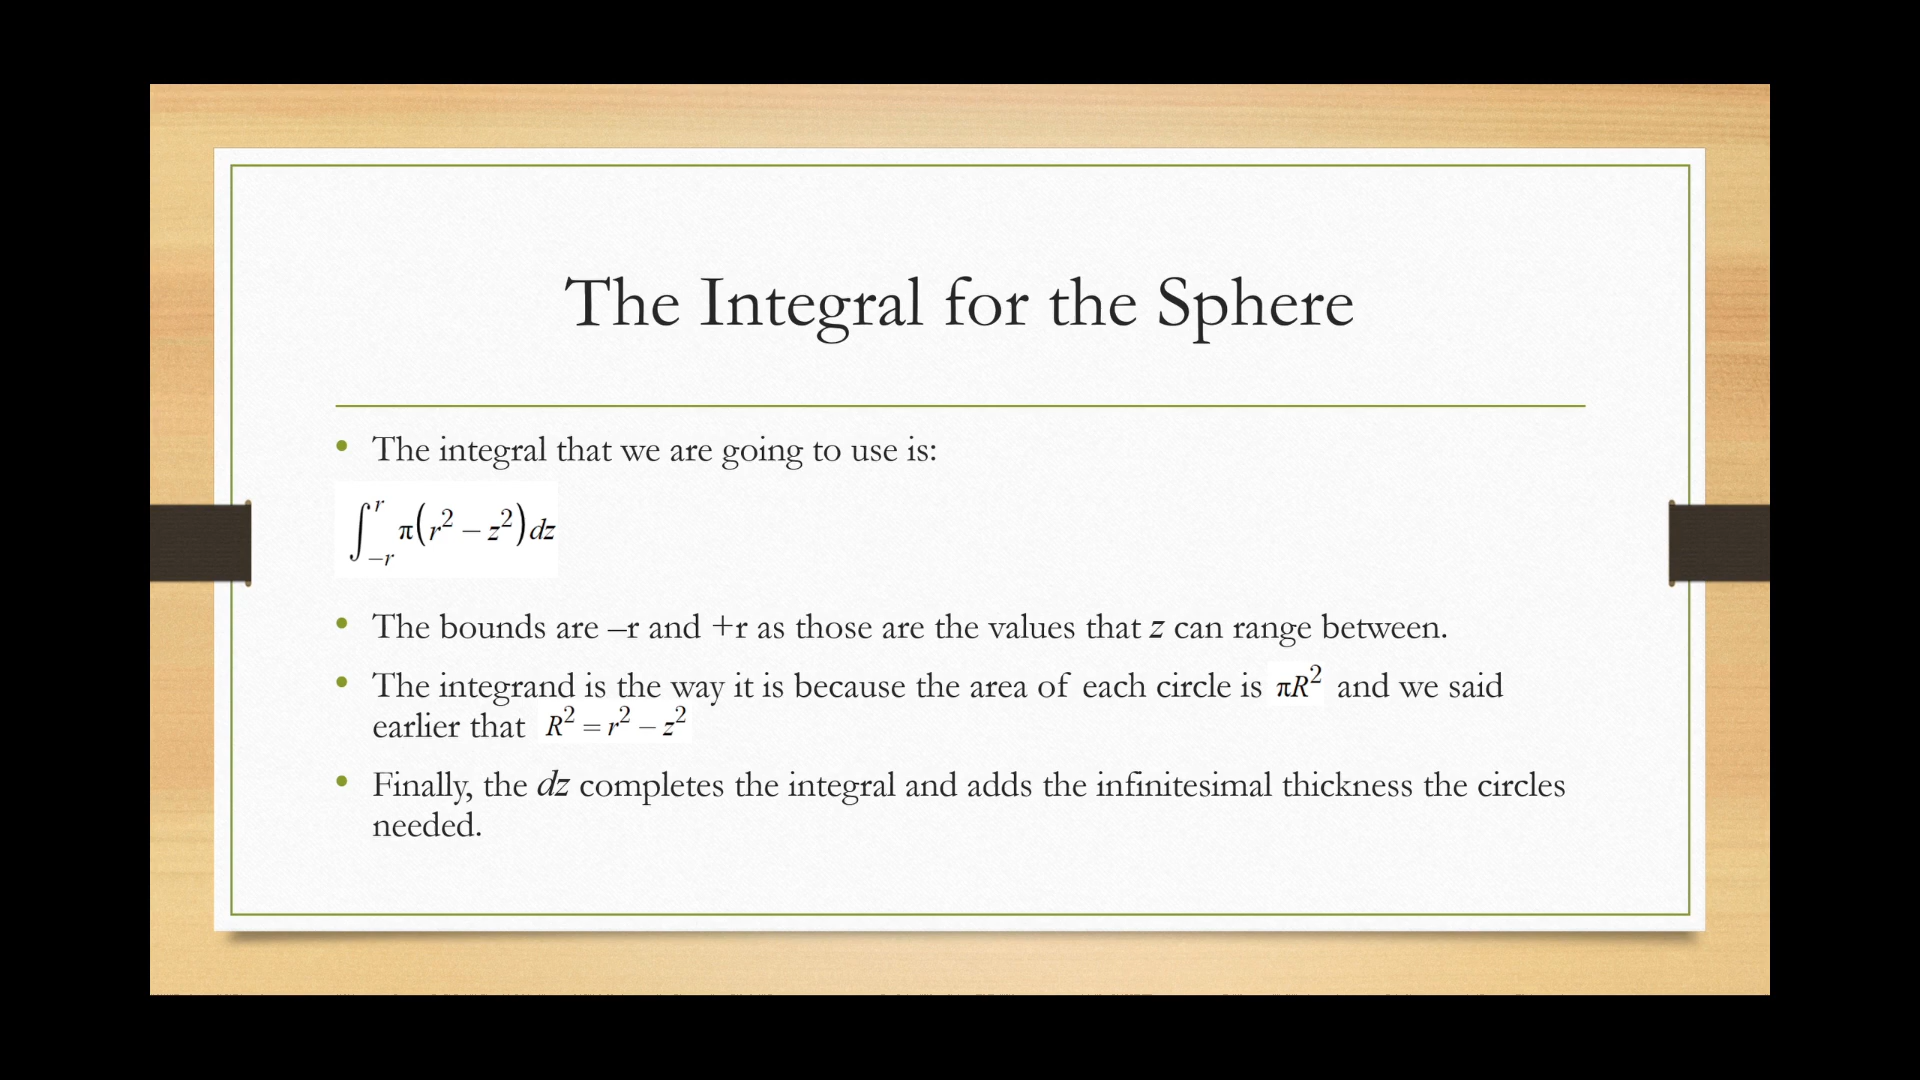 The Integral for the Sphere
• The integral that we are going to use is:
∫_{-r}^{r} π(r² – z²)dz
• The bounds are –r and +r as those are the values that z can range between.
• The integrand is the way it is because the area of each circle is πR² and we said
earlier that R² = r² – z²
• Finally, the dz completes the integral and adds the infinitesimal thickness the circles
needed.